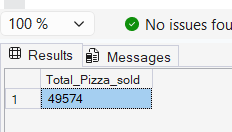 100 %
No issues fou
Results Messages
Total_Pizza_sold
1 49574